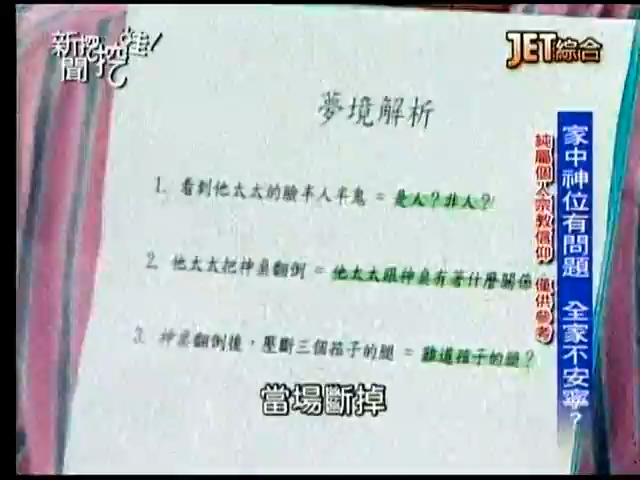 新聞挖挖哇!
JET綜合
夢境解析
1. 看到他太太的臉半人半鬼 = 是人?非人?
2. 他太太把神桌翻倒 = 他太太跟神桌有著什麼關係
3. 神桌翻倒後,壓斷三個孩子的腿 = 難道孩子的腿?
家中神位有問題 全家不安寧?
純屬個人宗教信仰 僅供參考
當場斷掉